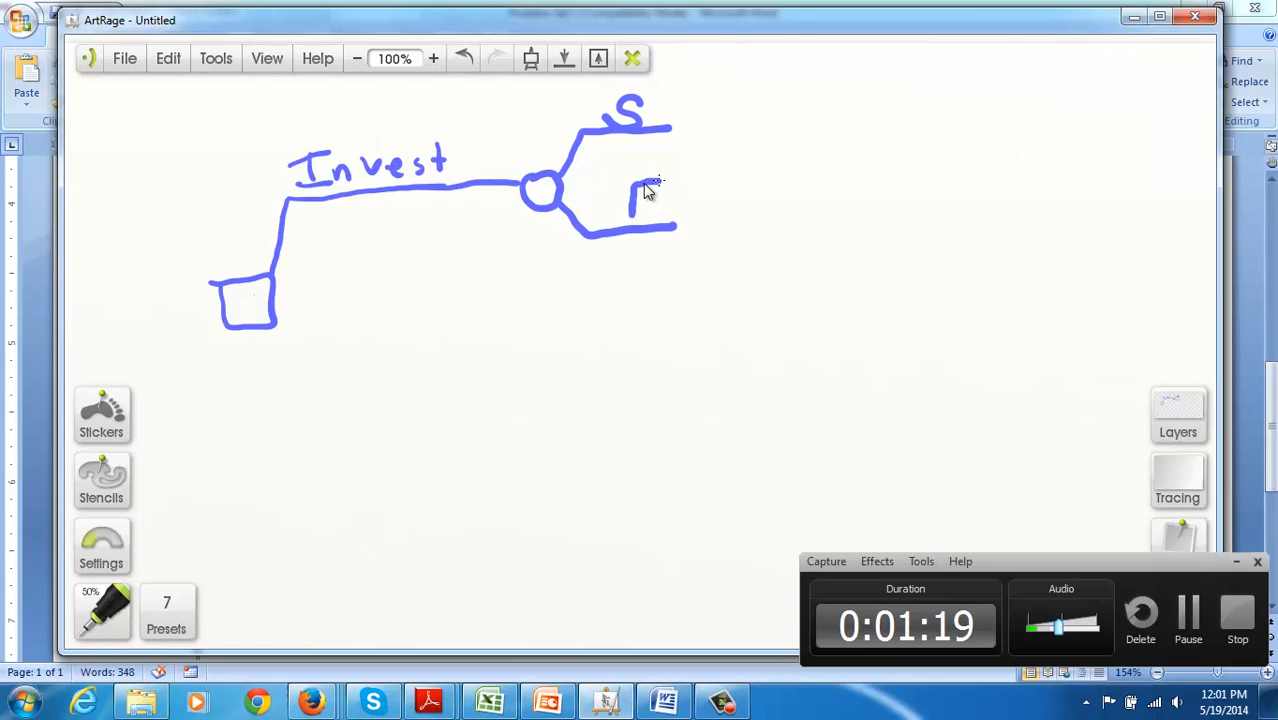 ArtRage - Untitled
File Edit Tools View Help − 100% +
Paste
Find
Replace
Select
Editing
S
Invest
Stickers
Stencils
Settings
50%
7
Presets
Layers
Tracing
Capture Effects Tools Help
Duration
0:01:19
Audio
Delete
Pause
Stop
Page: 1 of 1 Words: 348
154%
12:01 PM
5/19/2014